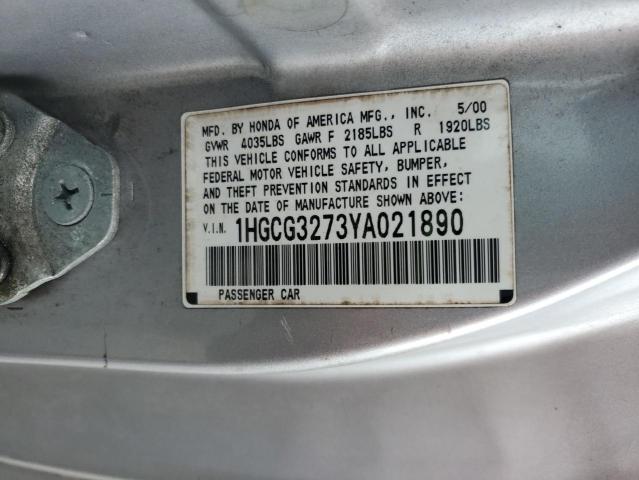 MFD. BY HONDA OF AMERICA MFG., INC. 5/00
GVWR 4035LBS GAWR F 2185LBS R 1920LBS
THIS VEHICLE CONFORMS TO ALL APPLICABLE
FEDERAL MOTOR VEHICLE SAFETY, BUMPER,
AND THEFT PREVENTION STANDARDS IN EFFECT
ON THE DATE OF MANUFACTURE SHOWN ABOVE:
V.I.N. 1HGCG3273YA021890
PASSENGER CAR